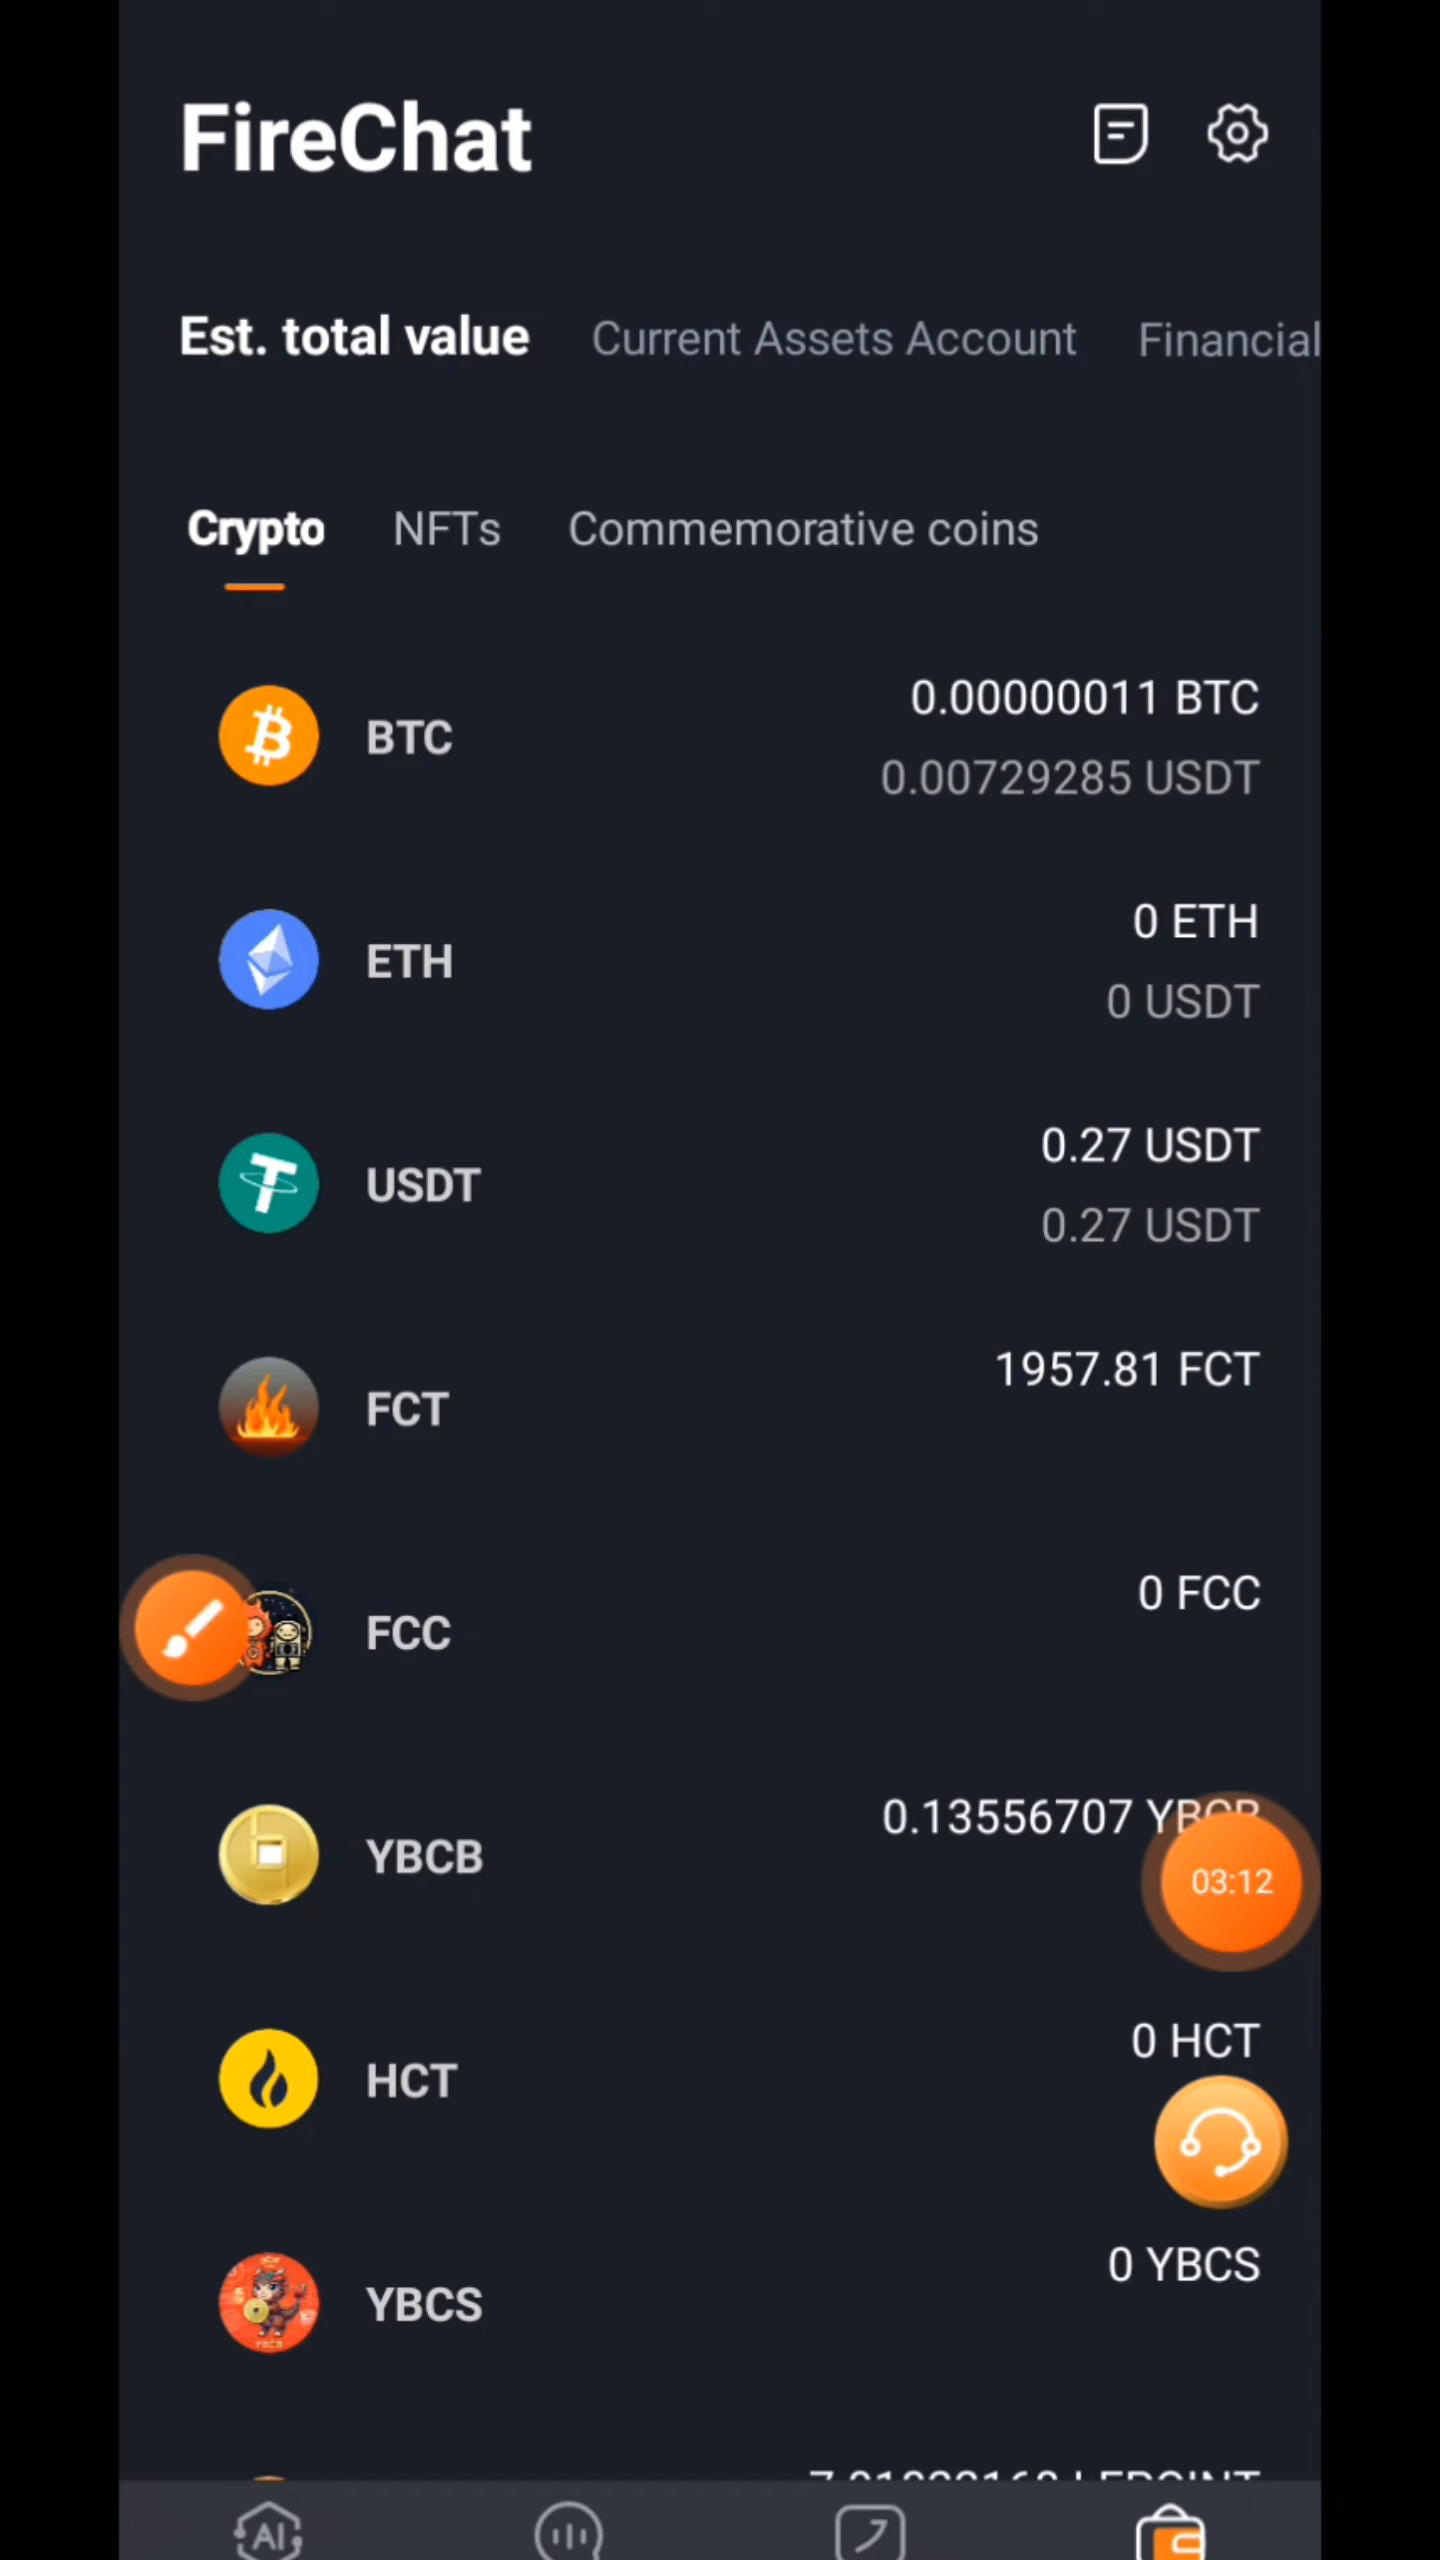 FireChat
Est. total value Current Assets Account Financial
Crypto NFTs Commemorative coins
0.00000011 BTC
BTC
0.00729285 USDT
0 ETH
ETH
0 USDT
0.27 USDT
USDT
0.27 USDT
1957.81 FCT
FCT
0 FCC
FCC
0.13556707 YBCB
YBCB
03:12
0 HCT
HCT
0 YBCS
YBCS
AI